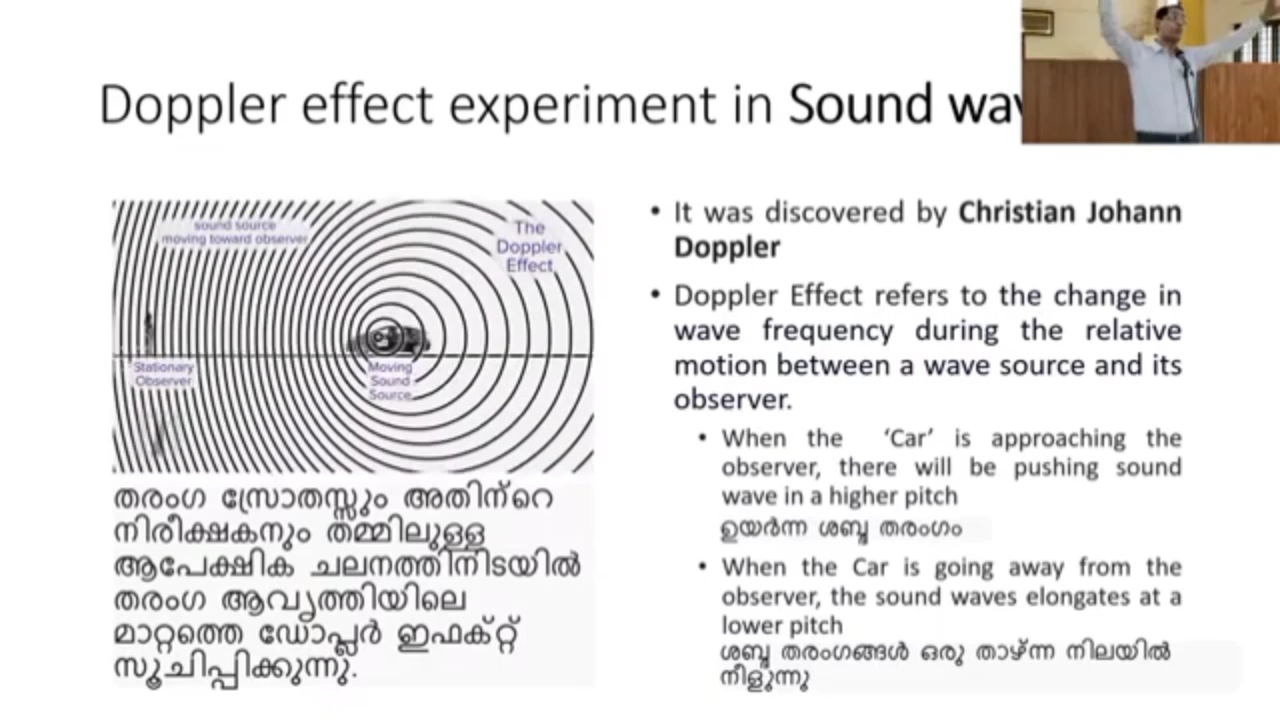 Doppler effect experiment in Sound
sound source
moving toward observer
The
Doppler
Effect
Stationary
Observer
Moving
Sound
Source
തരംഗ സ്രോതസ്സും അതിന്റെ
നിരീക്ഷകനും തമ്മിലുള്ള
ആപേക്ഷിക ചലനത്തിനിടയിൽ
തരംഗ ആവൃത്തിയിലെ
മാറ്റത്തെ ഡോപ്ലർ ഇഫക്റ്റ്
സൂചിപ്പിക്കുന്നു.
• It was discovered by Christian Johann
Doppler
• Doppler Effect refers to the change in
wave frequency during the relative
motion between a wave source and its
observer.
• When the ‘Car’ is approaching the
observer, there will be pushing sound
wave in a higher pitch
ഉയർന്ന ശബ്ദ തരംഗം
• When the Car is going away from the
observer, the sound waves elongates at a
lower pitch
ശബ്ദ തരംഗങ്ങൾ ഒരു താഴ്ന്ന നിലയിൽ
നീളുന്നു